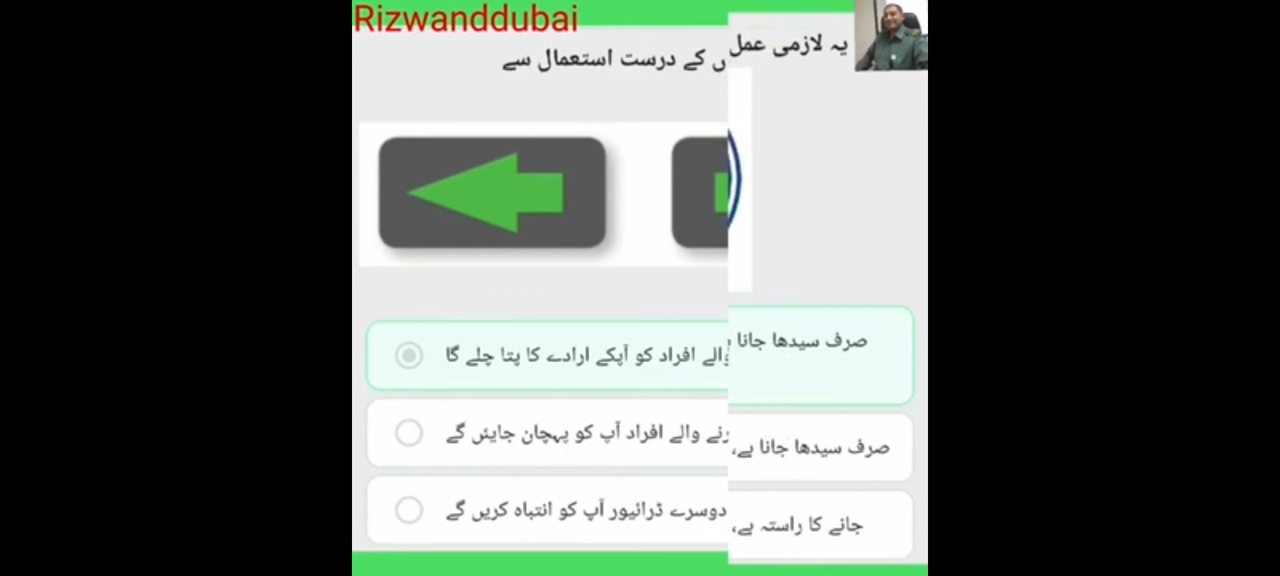 Rizwanddubai
یہ لازمی عمل
کے درست استعمال سے
صرف سیدھا جانا
والے افراد کو آپکے ارادے کا پتا چلے گا
صرف سیدھا جانا ہے،
والے افراد آپ کو پہچان جایئں گے
جانے کا راستہ ہے،
دوسرے ڈرائیور آپ کو انتباہ کریں گے